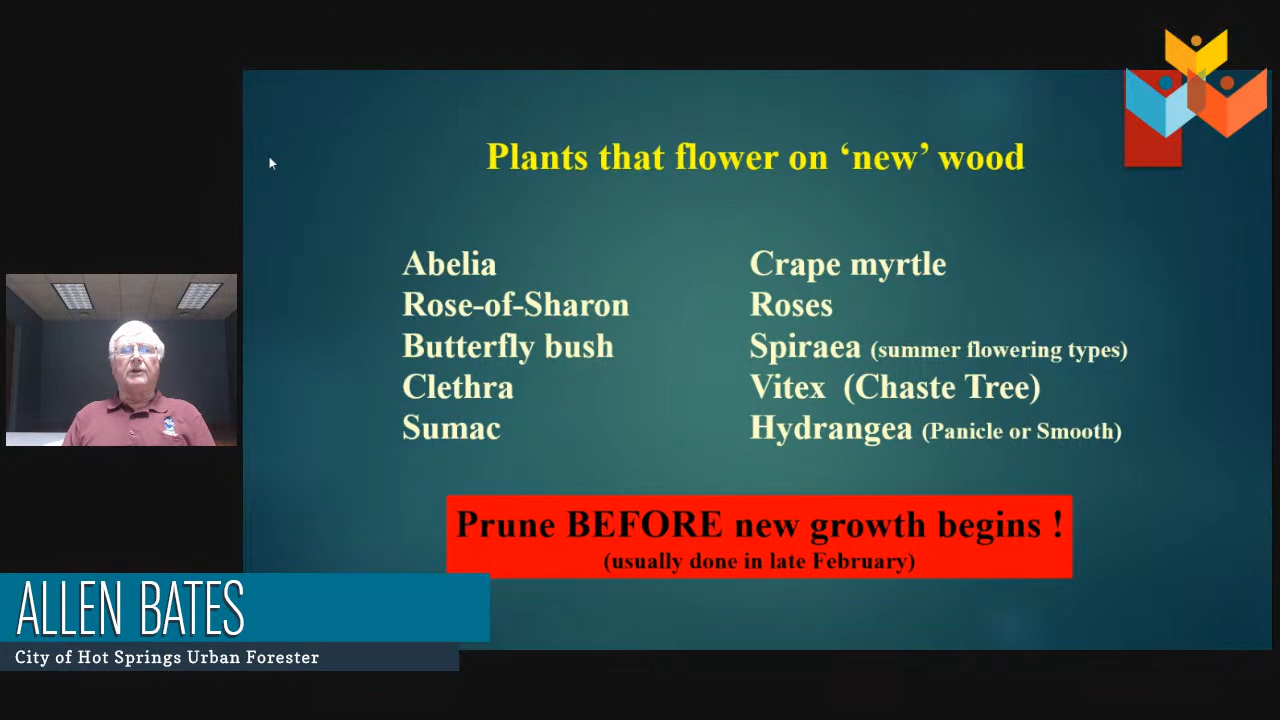 Plants that flower on ‘new’ wood
Abelia
Rose-of-Sharon
Butterfly bush
Clethra
Sumac
Crape myrtle
Roses
Spiraea (summer flowering types)
Vitex (Chaste Tree)
Hydrangea (Panicle or Smooth)
Prune BEFORE new growth begins !
(usually done in late February)
ALLEN BATES
City of Hot Springs Urban Forester